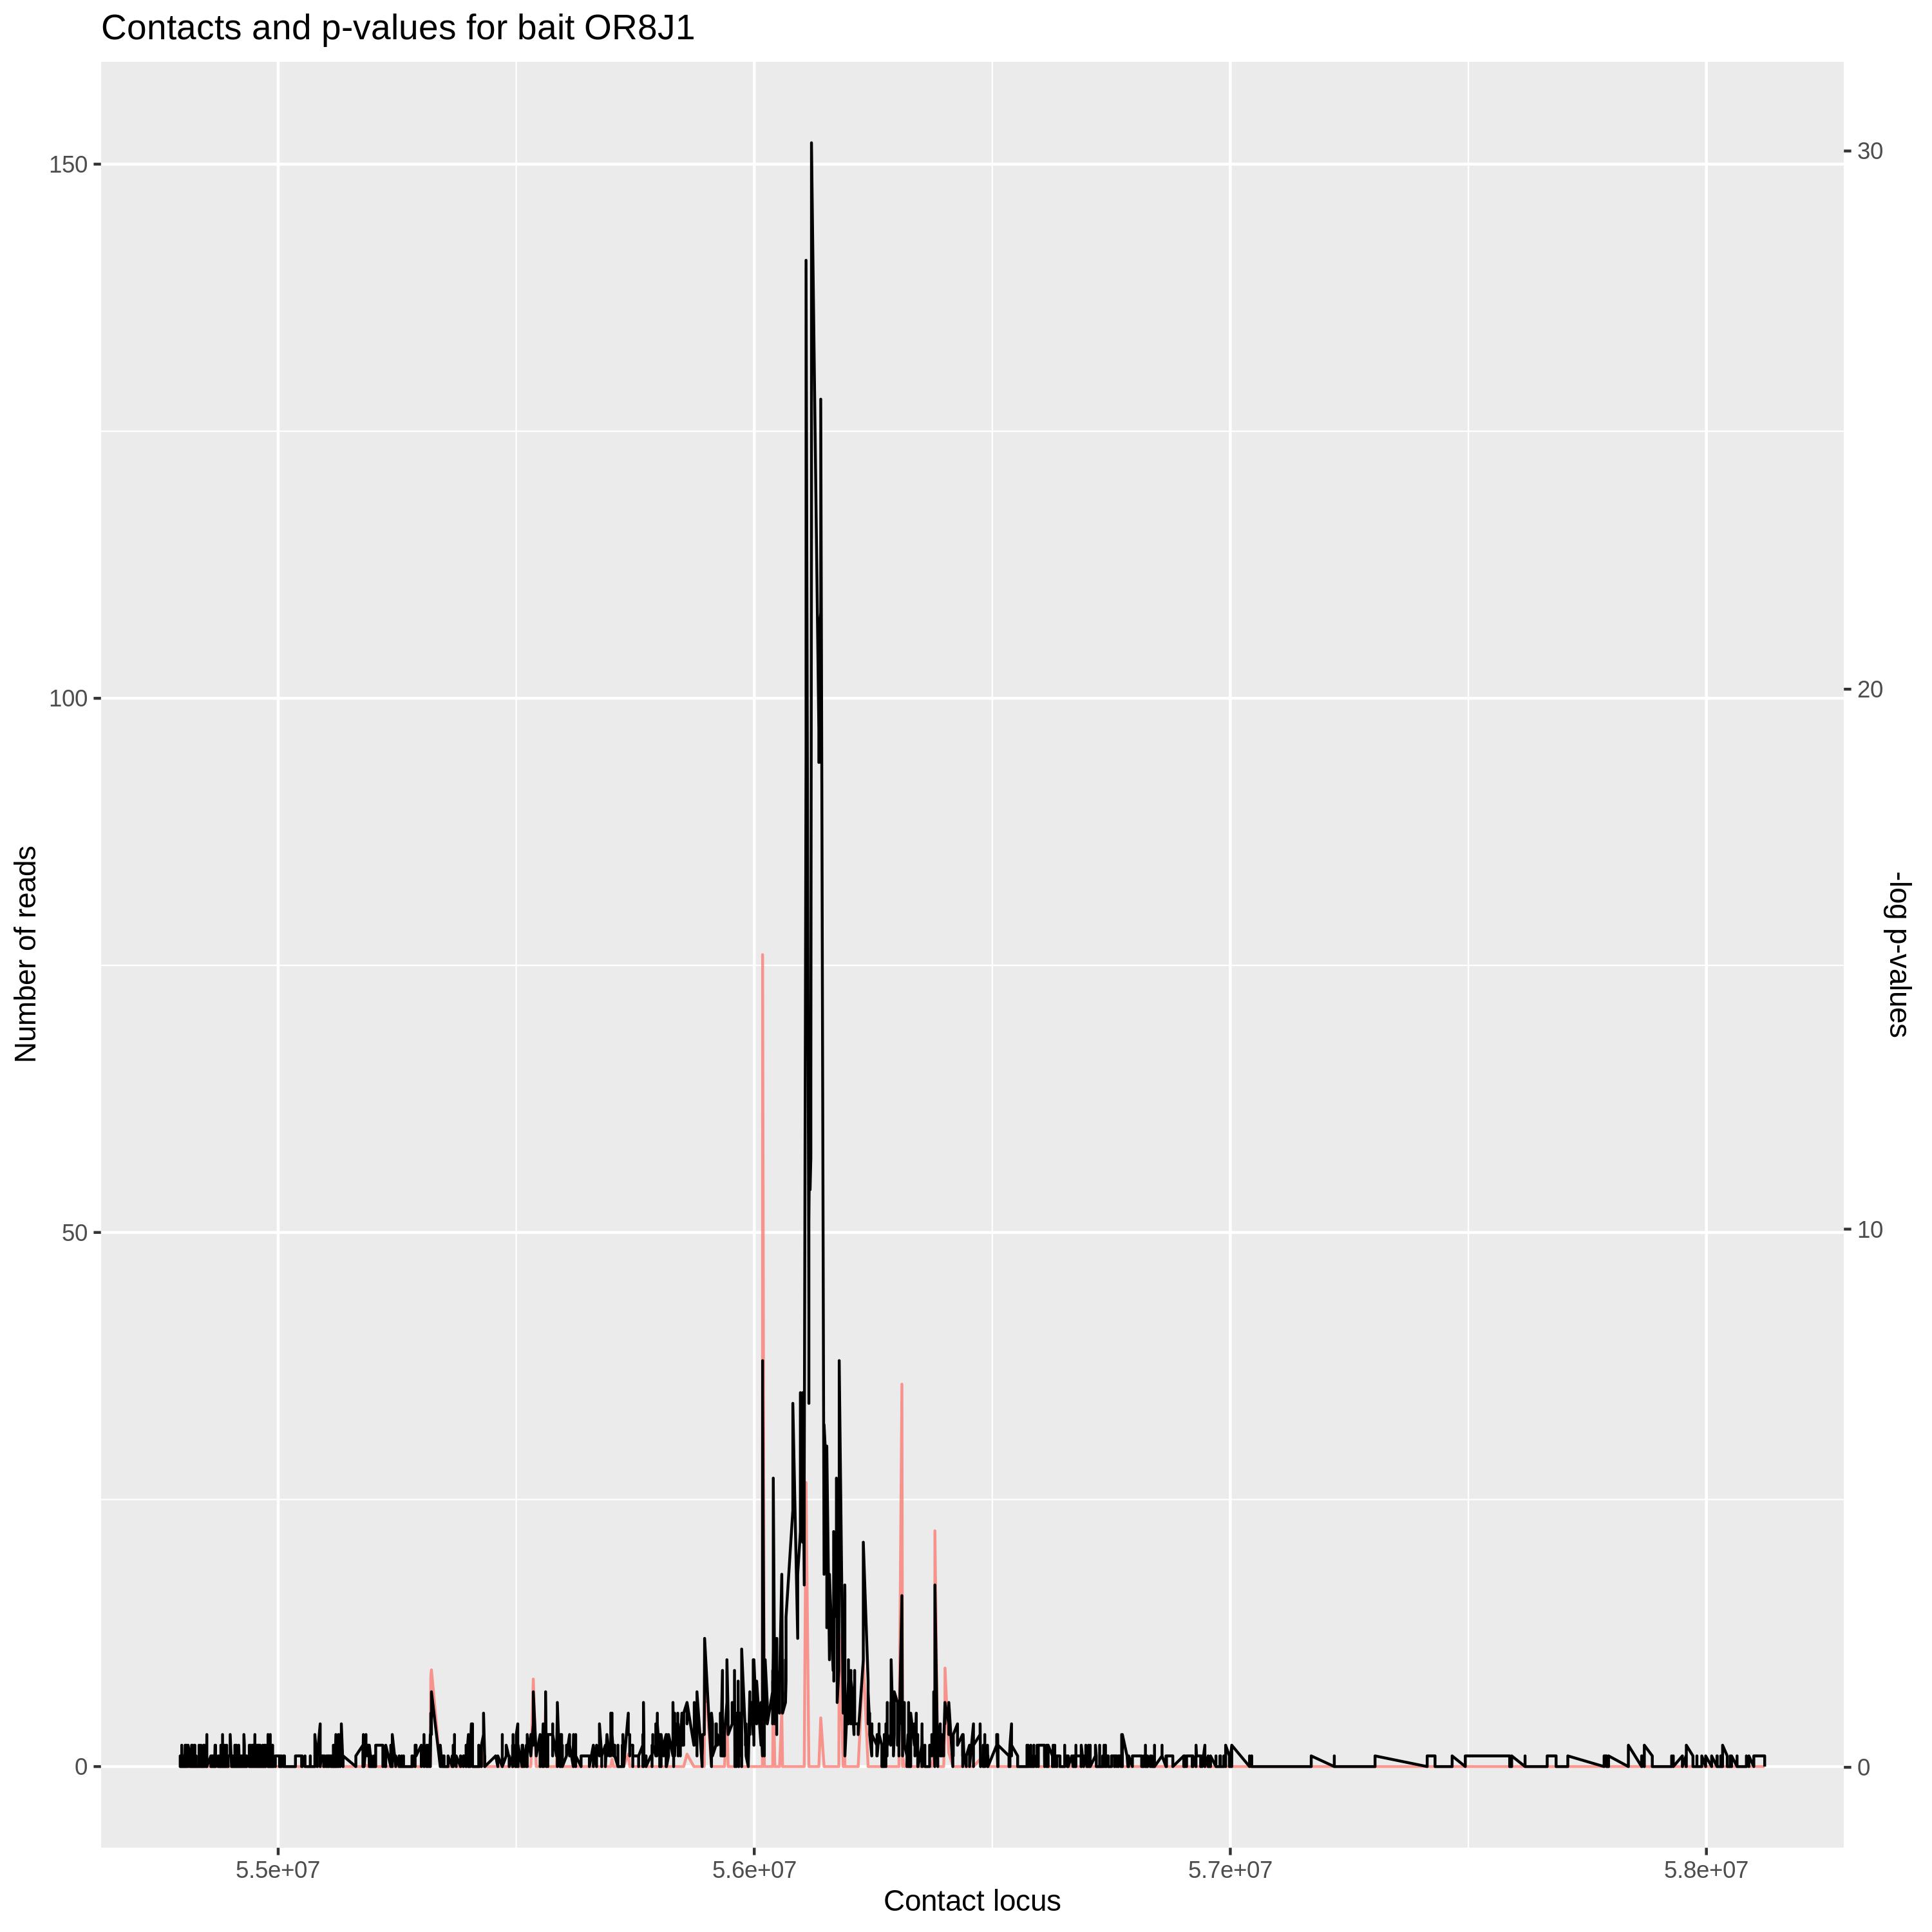 Contacts and p-values for bait OR8J1
150
100
50
0
Number of reads
30
20
10
0
-log p-values
5.5e+07
5.6e+07
5.7e+07
5.8e+07
Contact locus